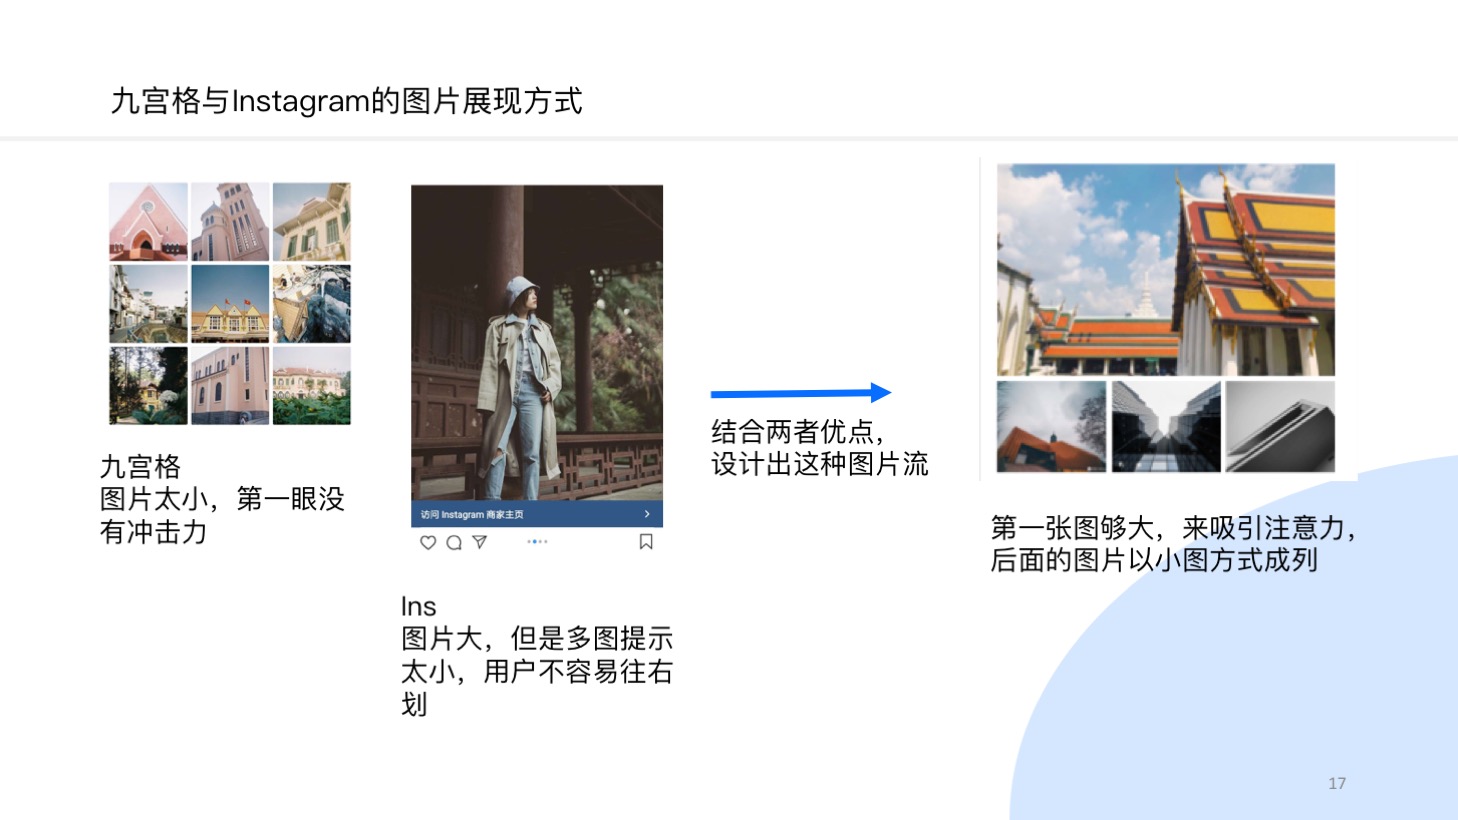 九宫格与Instagram的图片展现方式
九宫格
图片太小，第一眼没
有冲击力
访问 Instagram 商家主页
Ins
图片大，但是多图提示
太小，用户不容易往右
划
结合两者优点，
设计出这种图片流
第一张图够大，来吸引注意力，
后面的图片以小图方式成列
17